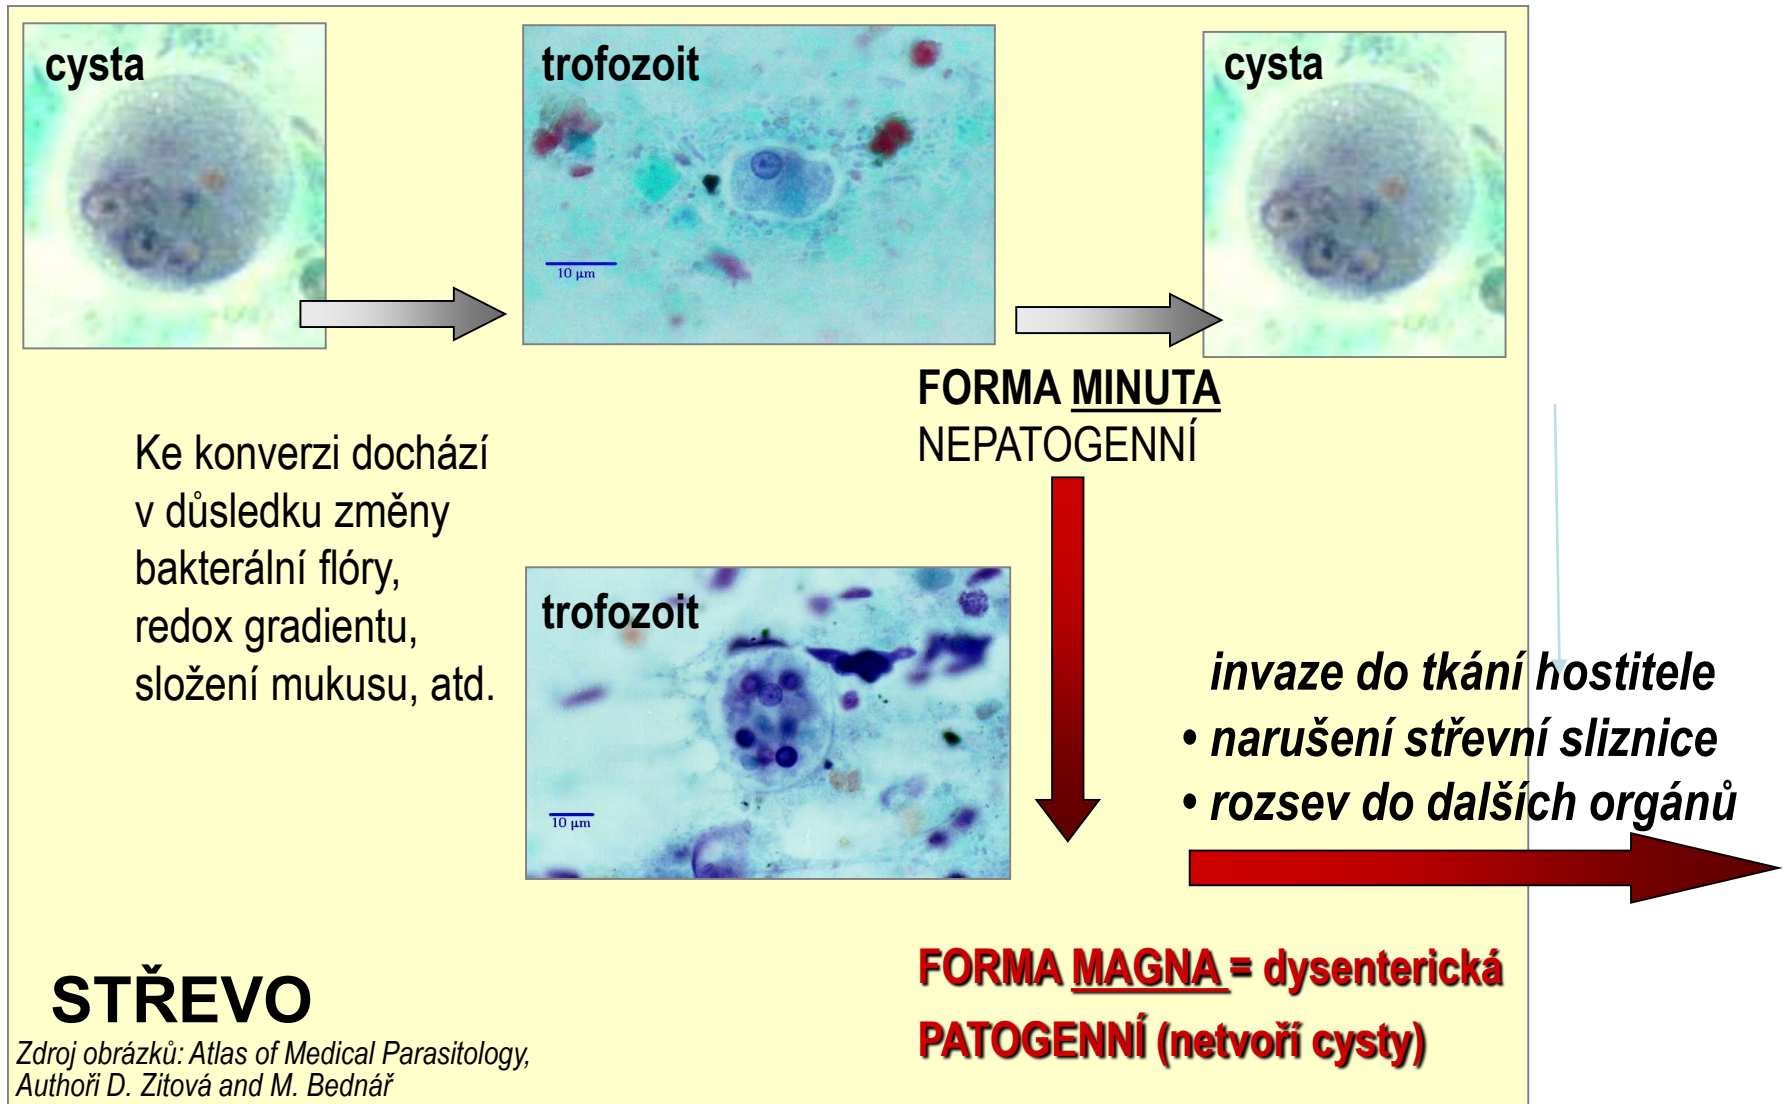 cysta
trofozoit
cysta
10 µm
FORMA MINUTA
NEPATOGENNÍ
Ke konverzi dochází
v důsledku změny
bakterální flóry,
redox gradientu,
složení mukusu, atd.
trofozoit
10 µm
invaze do tkání hostitele
• narušení střevní sliznice
• rozsev do dalších orgánů
FORMA MAGNA = dysenterická
PATOGENNÍ (netvoří cysty)
STŘEVO
Zdroj obrázků: Atlas of Medical Parasitology,
Authoři D. Zitová and M. Bednář